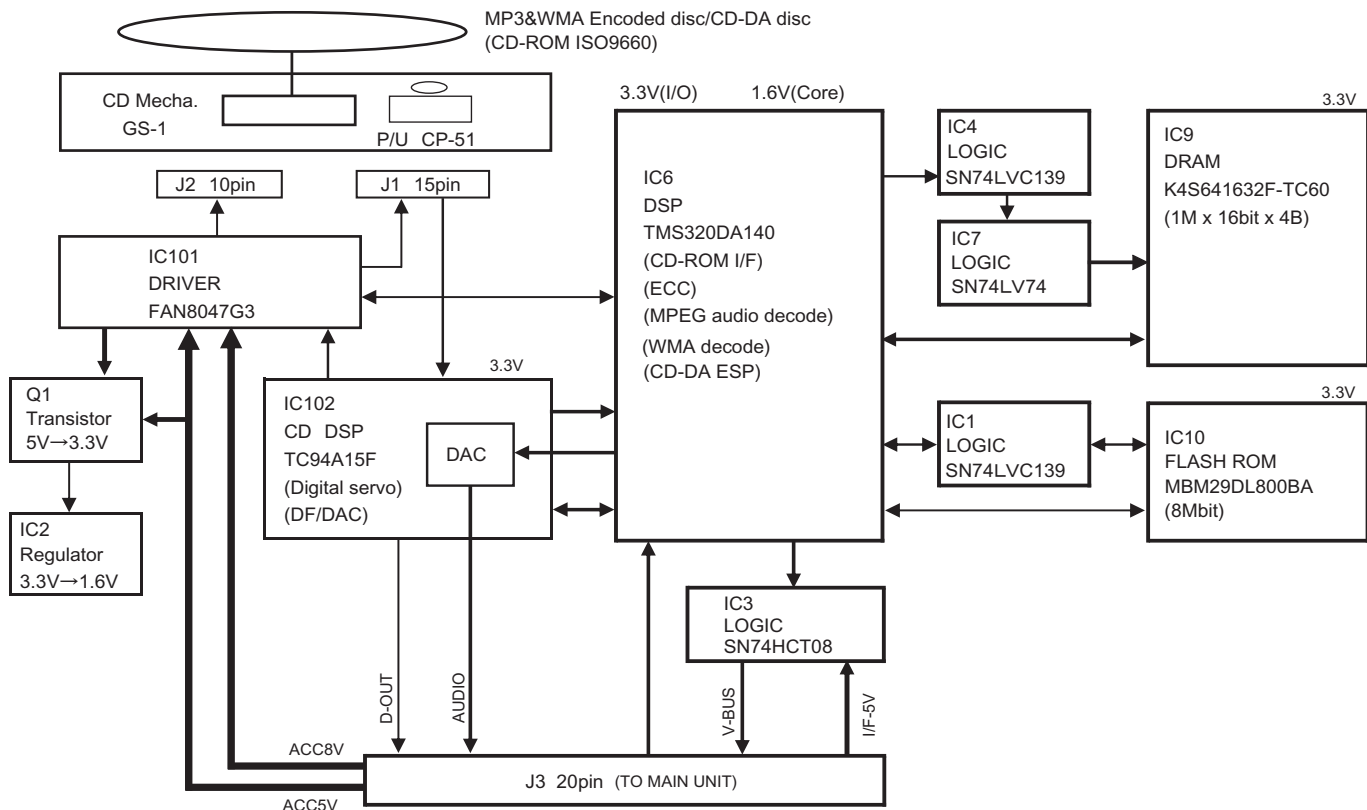 MP3&WMA Encoded disc/CD-DA disc
(CD-ROM ISO9660)
CD Mecha.
GS-1
P/U CP-51
J2 10pin
J1 15pin
IC101
DRIVER
FAN8047G3
Q1
Transistor
5V→3.3V
IC2
Regulator
3.3V→1.6V
3.3V
IC102
CD DSP
TC94A15F
(Digital servo)
(DF/DAC)
DAC
3.3V(I/O)
1.6V(Core)
IC6
DSP
TMS320DA140
(CD-ROM I/F)
(ECC)
(MPEG audio decode)
(WMA decode)
(CD-DA ESP)
IC4
LOGIC
SN74LVC139
IC7
LOGIC
SN74LV74
3.3V
IC9
DRAM
K4S641632F-TC60
(1M x 16bit x 4B)
IC1
LOGIC
SN74LVC139
3.3V
IC10
FLASH ROM
MBM29DL800BA
(8Mbit)
IC3
LOGIC
SN74HCT08
D-OUT
AUDIO
V-BUS
I/F-5V
ACC8V
ACC5V
J3 20pin (TO MAIN UNIT)